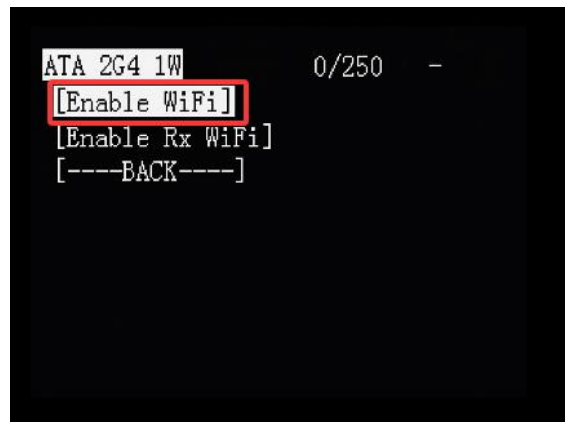 ATA 2G4 1W 0/250 -
[Enable WiFi]
[Enable Rx WiFi]
[----BACK----]